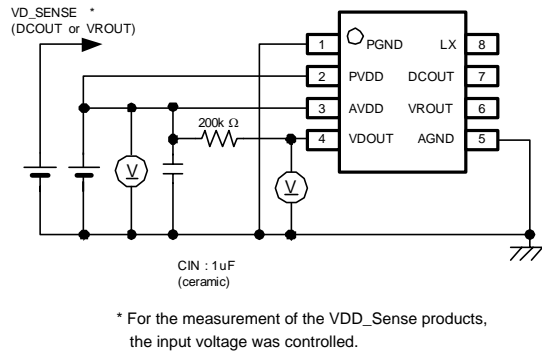 VD_SENSE *
(DCOUT or VROUT)
1 PGND LX 8
2 PVDD DCOUT 7
3 AVDD VROUT 6
200k Ω
4 VDOUT AGND 5
V
V
CIN : 1uF
(ceramic)
* For the measurement of the VDD_Sense products,
the input voltage was controlled.